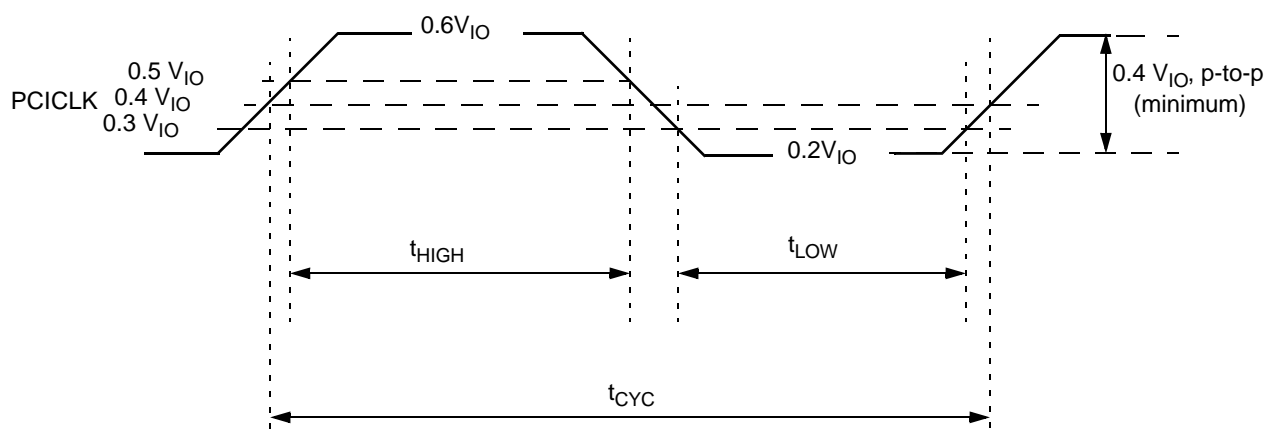 0.6V_IO
0.5 V_IO
PCICLK 0.4 V_IO
0.3 V_IO
0.4 V_IO, p-to-p
(minimum)
0.2V_IO
t_HIGH
t_LOW
t_CYC